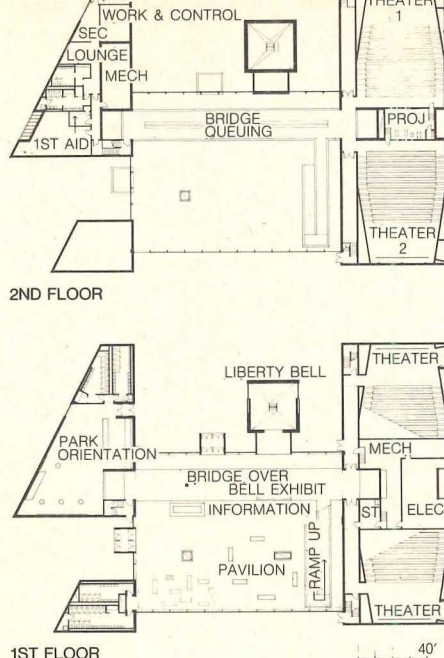 WORK & CONTROL
THEATER
1
SEC
LOUNGE
MECH
BRIDGE
QUEUING
PROJ
1ST AID
THEATER
2
2ND FLOOR
LIBERTY BELL
THEATER
PARK
ORIENTATION
MECH
BRIDGE OVER
BELL EXHIBIT
INFORMATION
ST
ELEC
PAVILION
RAMP UP
THEATER
1ST FLOOR
40'